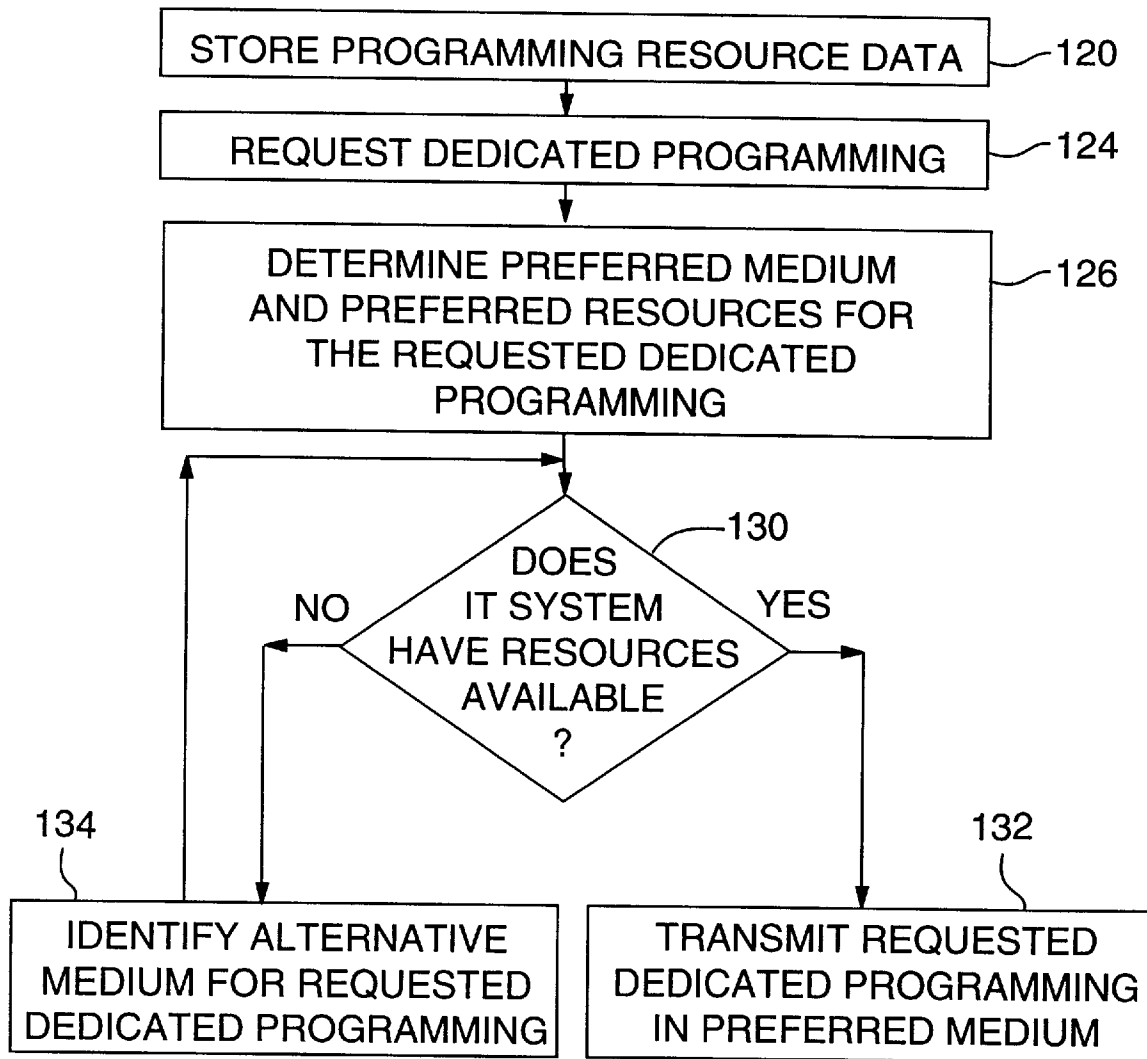 STORE PROGRAMMING RESOURCE DATA
120
REQUEST DEDICATED PROGRAMMING
124
DETERMINE PREFERRED MEDIUM
AND PREFERRED RESOURCES FOR
THE REQUESTED DEDICATED
PROGRAMMING
126
130
DOES
IT SYSTEM
HAVE RESOURCES
AVAILABLE
?
NO
YES
134
IDENTIFY ALTERNATIVE
MEDIUM FOR REQUESTED
DEDICATED PROGRAMMING
132
TRANSMIT REQUESTED
DEDICATED PROGRAMMING
IN PREFERRED MEDIUM